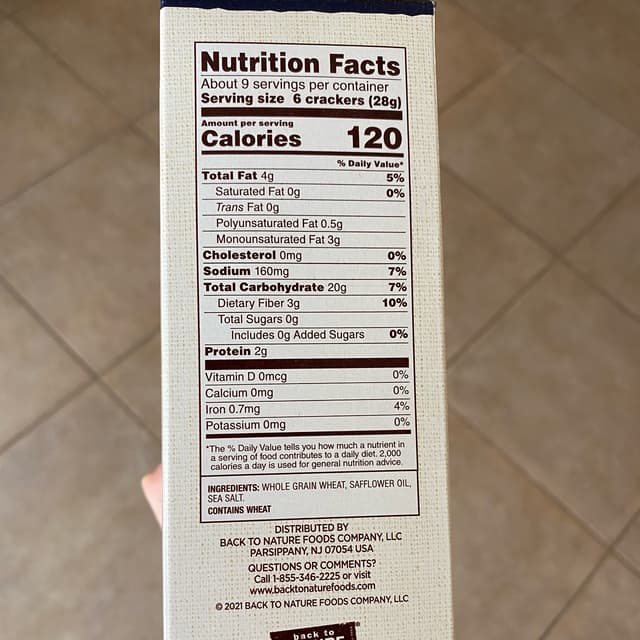 Nutrition Facts
About 9 servings per container
Serving size 6 crackers (28g)
Amount per serving
Calories 120
% Daily Value*
Total Fat 4g 5%
Saturated Fat 0g 0%
Trans Fat 0g
Polyunsaturated Fat 0.5g
Monounsaturated Fat 3g
Cholesterol 0mg 0%
Sodium 160mg 7%
Total Carbohydrate 20g 7%
Dietary Fiber 3g 10%
Total Sugars 0g
Includes 0g Added Sugars 0%
Protein 2g
Vitamin D 0mcg 0%
Calcium 0mg 0%
Iron 0.7mg 4%
Potassium 0mg 0%
*The % Daily Value tells you how much a nutrient in
a serving of food contributes to a daily diet. 2,000
calories a day is used for general nutrition advice.
INGREDIENTS: WHOLE GRAIN WHEAT, SAFFLOWER OIL,
SEA SALT.
CONTAINS WHEAT
DISTRIBUTED BY
BACK TO NATURE FOODS COMPANY, LLC
PARSIPPANY, NJ 07054 USA
QUESTIONS OR COMMENTS?
Call 1-855-346-2225 or visit
www.backtonaturefoods.com
© 2021 BACK TO NATURE FOODS COMPANY, LLC
back to